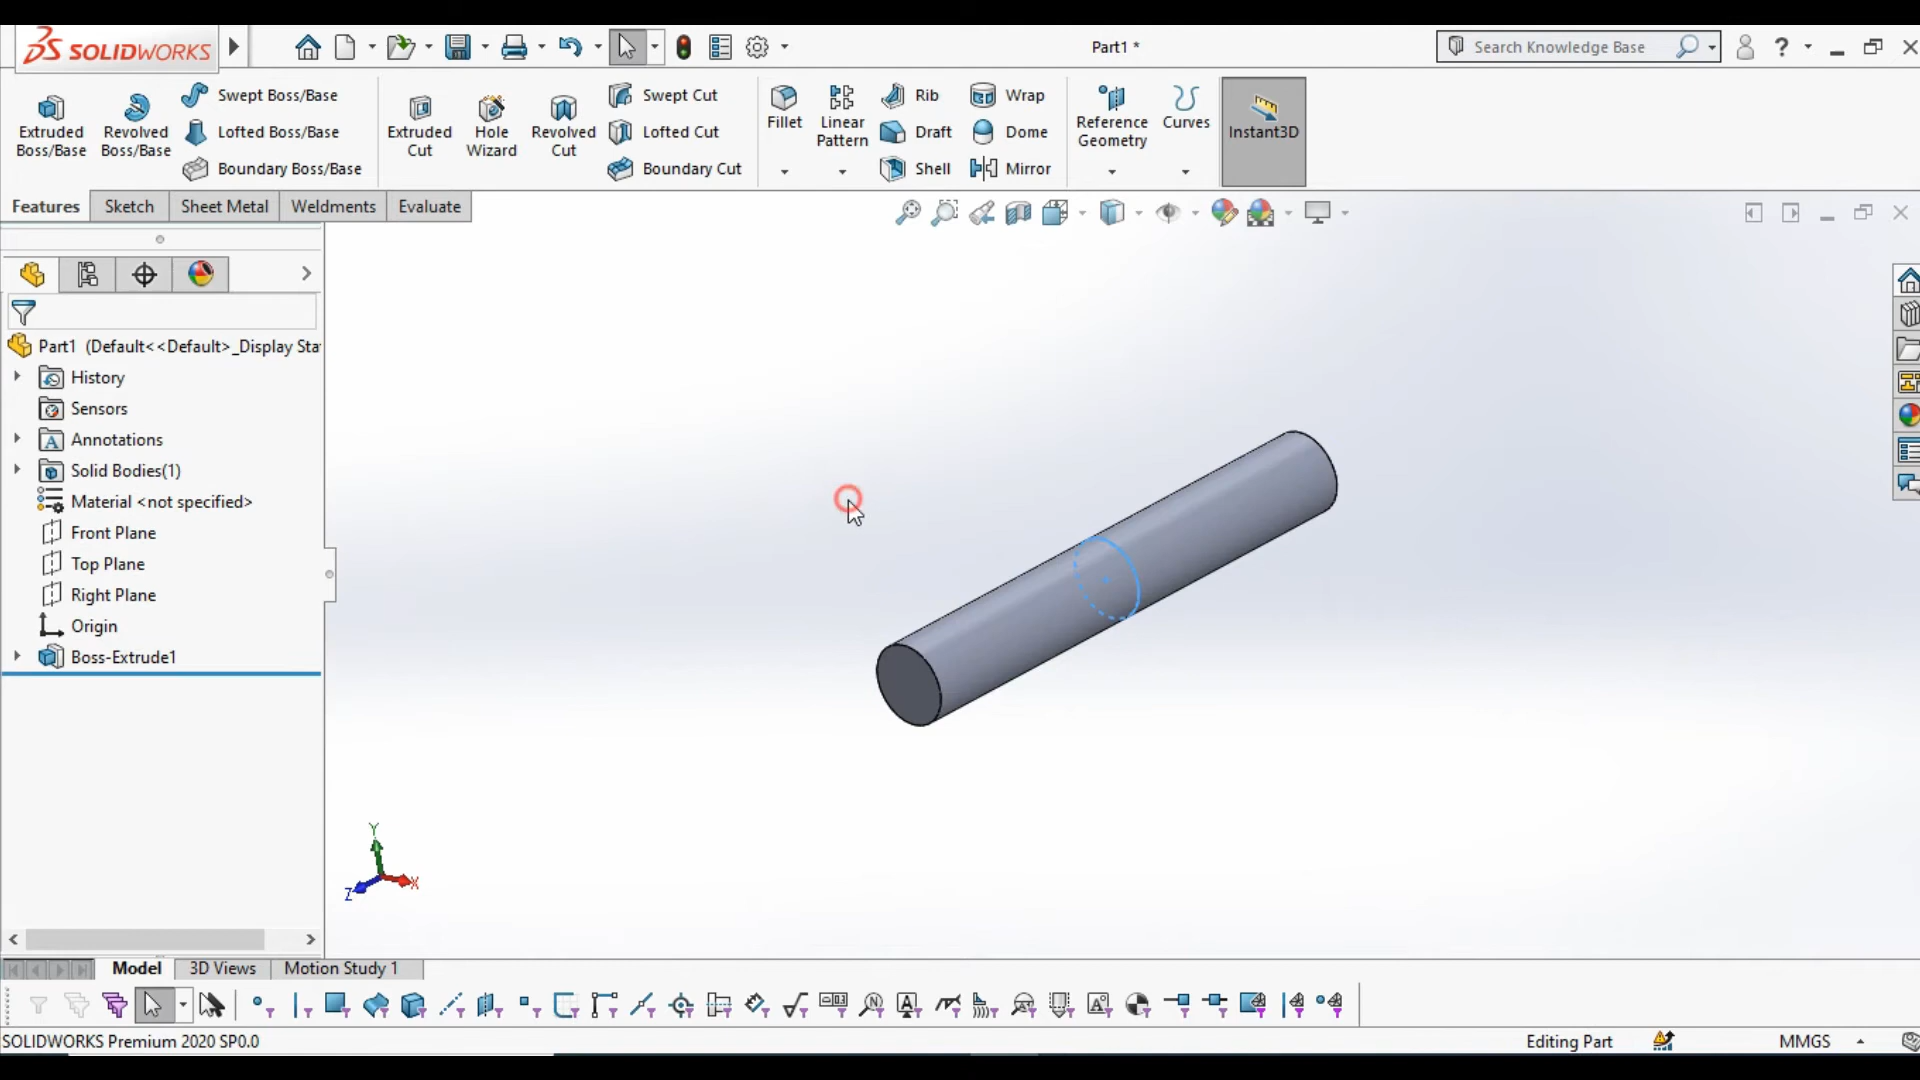 SOLIDWORKS
Part1 *
Search Knowledge Base
?
Extruded
Boss/Base
Revolved
Boss/Base
Swept Boss/Base
Lofted Boss/Base
Boundary Boss/Base
Extruded
Cut
Hole
Wizard
Revolved
Cut
Swept Cut
Lofted Cut
Boundary Cut
Fillet
Linear
Pattern
Rib
Draft
Shell
Wrap
Dome
Mirror
Reference
Geometry
Curves
Instant3D
Features
Sketch
Sheet Metal
Weldments
Evaluate
Part1 (Default<<Default>_Display Sta
History
Sensors
Annotations
Solid Bodies(1)
Material <not specified>
Front Plane
Top Plane
Right Plane
Origin
Boss-Extrude1
Y
X
Z
Model
3D Views
Motion Study 1
SOLIDWORKS Premium 2020 SP0.0
Editing Part
MMGS